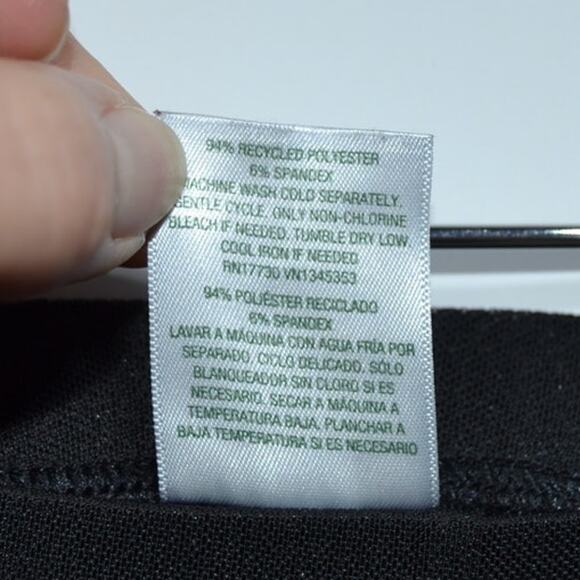 94% RECYCLED POLYESTER
6% SPANDEX
MACHINE WASH COLD SEPARATELY.
GENTLE CYCLE. ONLY NON-CHLORINE
BLEACH IF NEEDED. TUMBLE DRY LOW.
COOL IRON IF NEEDED
RN17730 VN1345353
94% POLIÉSTER RECICLADO
6% SPANDEX
LAVAR A MÁQUINA CON AGUA FRÍA POR
SEPARADO. CICLO DELICADO. SÓLO
BLANQUEADOR SIN CLORO SI ES
NECESARIO. SECAR A MÁQUINA A
TEMPERATURA BAJA. PLANCHAR A
BAJA TEMPERATURA SI ES NECESARIO